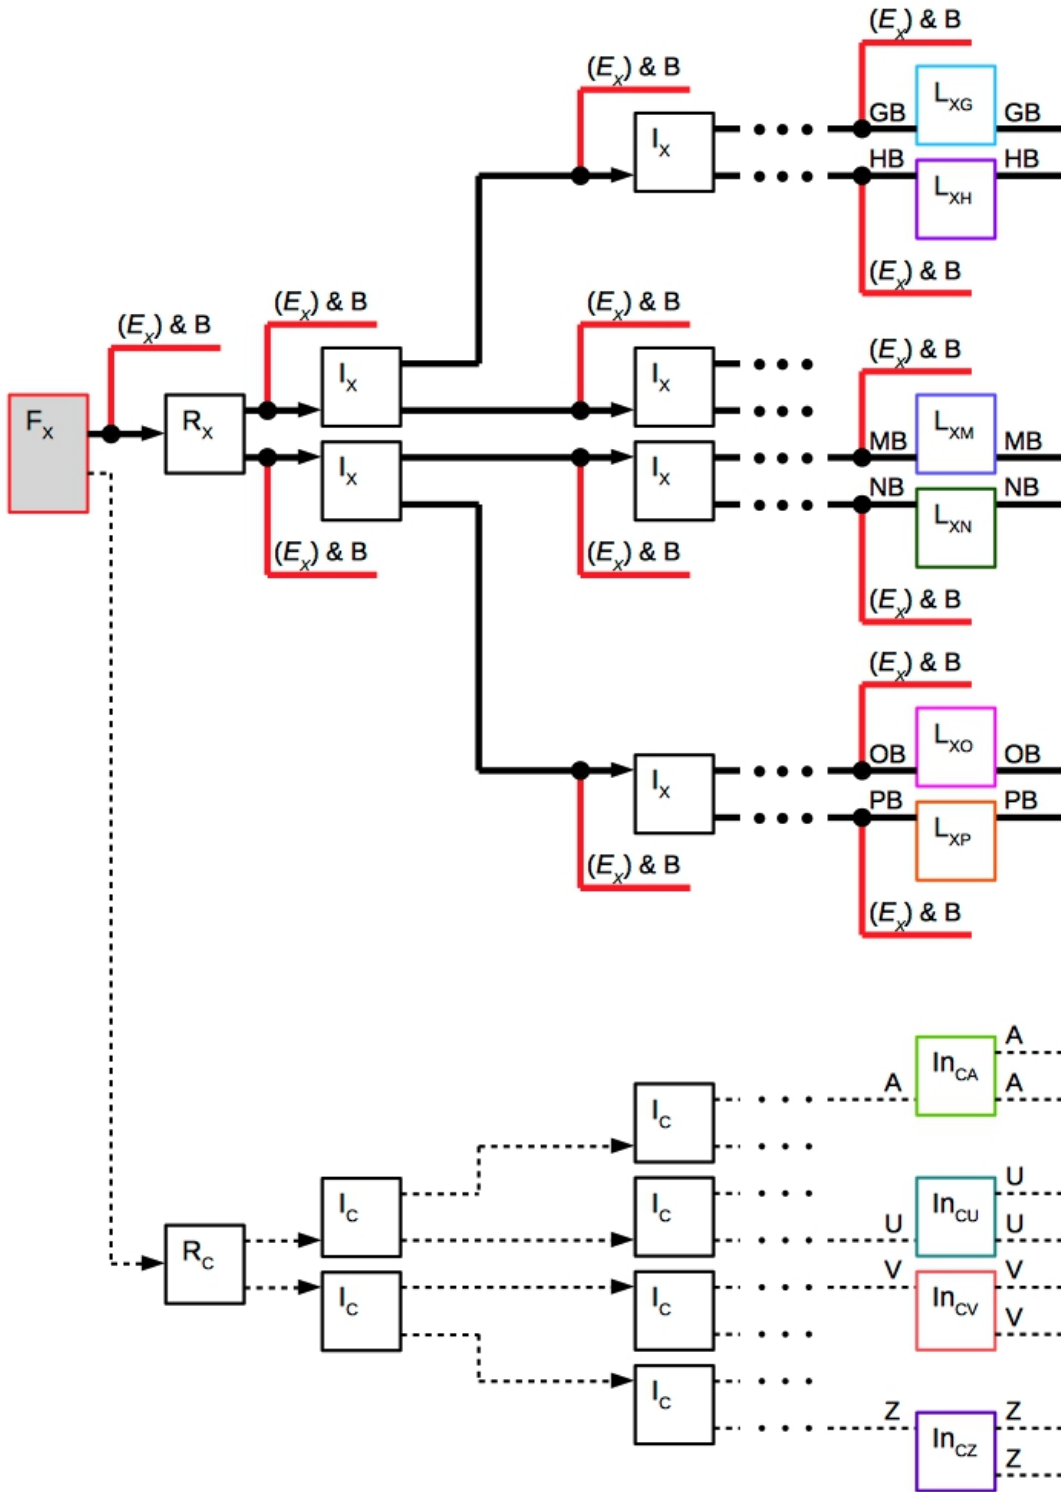 (Eₓ) & B
(Eₓ) & B
LₓG
GB GB
Iₓ
HB HB
LₓH
(Eₓ) & B
(Eₓ) & B
(Eₓ) & B
(Eₓ) & B
(Eₓ) & B
Iₓ Iₓ
Fₓ Rₓ LₓM
MB MB
Iₓ Iₓ
NB NB
LₓN
(Eₓ) & B (Eₓ) & B
(Eₓ) & B
(Eₓ) & B
LₓO
OB OB
Iₓ
PB PB
LₓP
(Eₓ) & B
(Eₓ) & B
A
InCA
A A
IC
U
IC IC InCU
U U
RC
V V
IC IC InCV
V
IC
Z Z
InCZ
Z